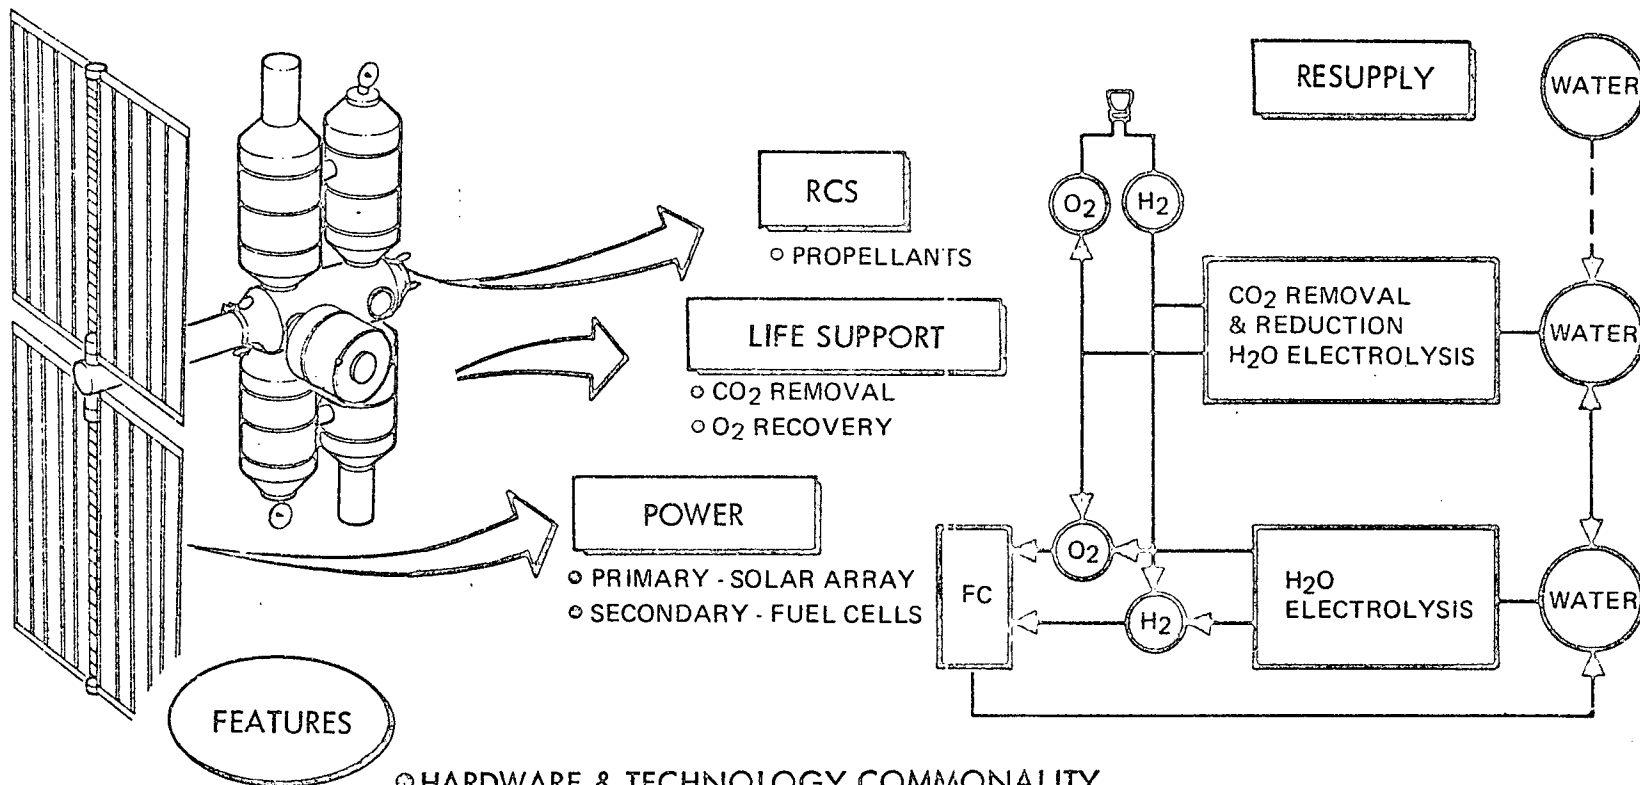 RCS
○ PROPELLANTS
LIFE SUPPORT
○ CO2 REMOVAL
○ O2 RECOVERY
POWER
○ PRIMARY - SOLAR ARRAY
○ SECONDARY - FUEL CELLS
RESUPPLY
WATER
O2
H2
CO2 REMOVAL
& REDUCTION
H2O ELECTROLYSIS
WATER
FC
O2
H2
H2O
ELECTROLYSIS
WATER
FEATURES
○ HARDWARE & TECHNOLOGY COMMONALITY